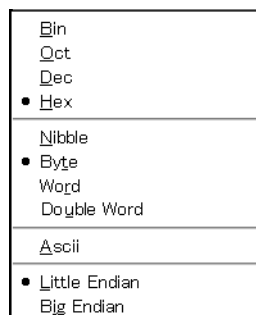 Bin
Oct
Dec
• Hex
Nibble
• Byte
Word
Double Word
Ascii
• Little Endian
Big Endian